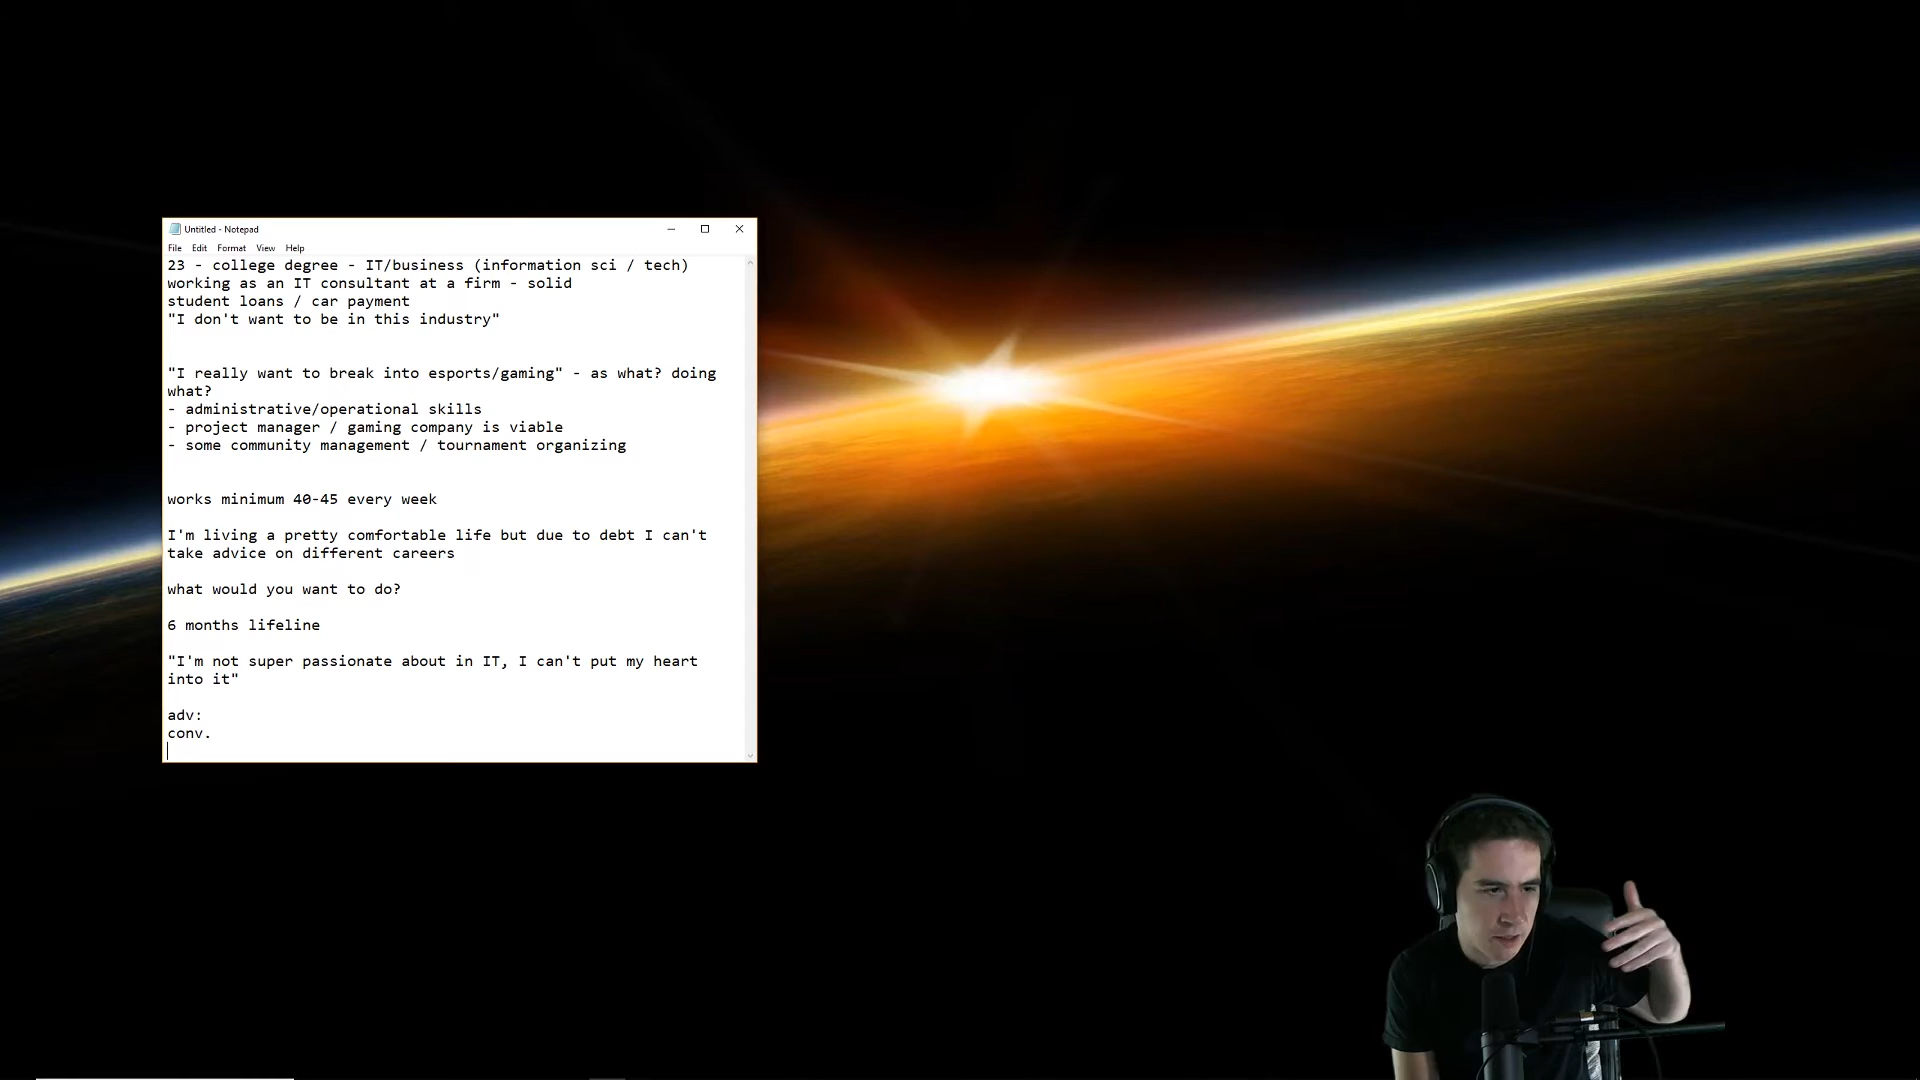 Untitled - Notepad
File Edit Format View Help
23 - college degree - IT/business (information sci / tech)
working as an IT consultant at a firm - solid
student loans / car payment
"I don't want to be in this industry"
"I really want to break into esports/gaming" - as what? doing
what?
- administrative/operational skills
- project manager / gaming company is viable
- some community management / tournament organizing
works minimum 40-45 every week
I'm living a pretty comfortable life but due to debt I can't
take advice on different careers
what would you want to do?
6 months lifeline
"I'm not super passionate about in IT, I can't put my heart
into it"
adv:
conv.